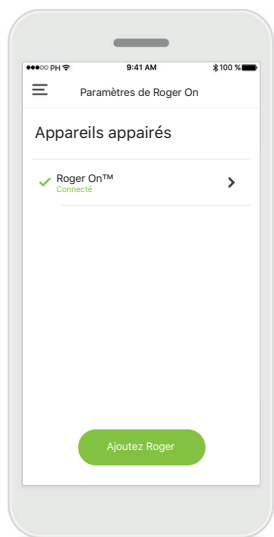 PH 9:41 AM 100 %
Paramètres de Roger On
Appareils appairés
Roger On™
Connecté
Ajoutez Roger